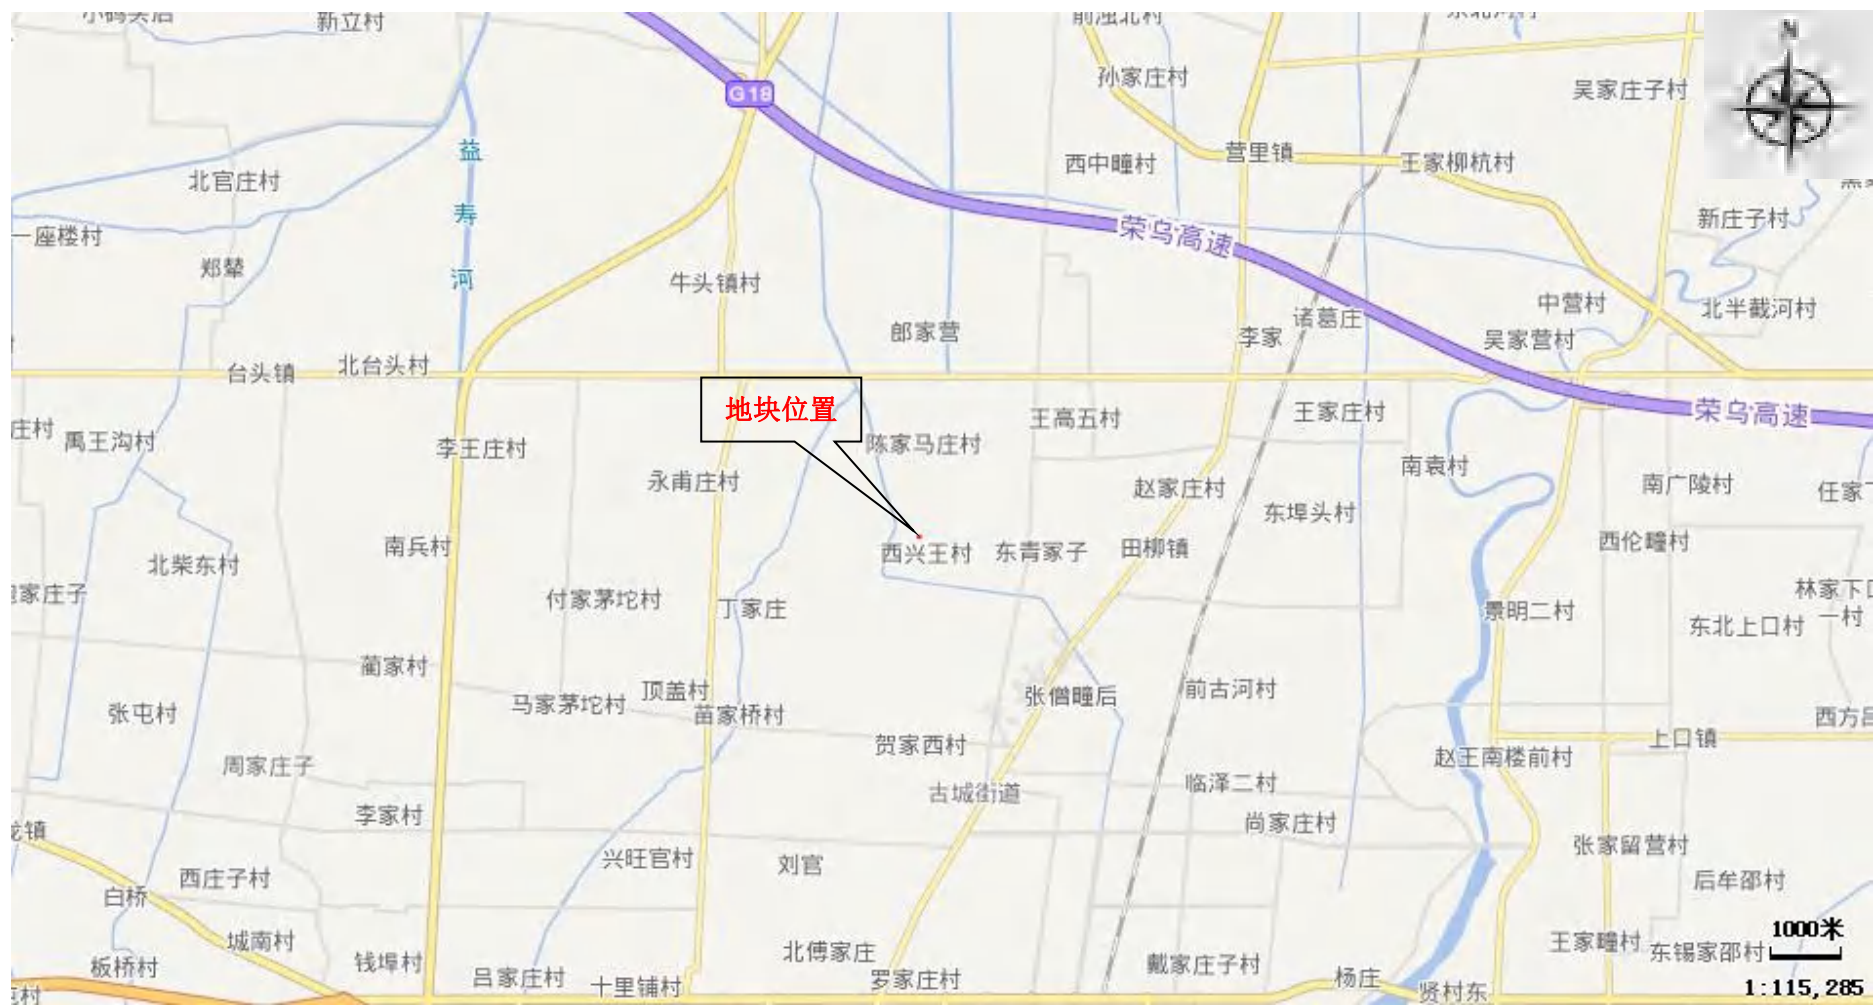 新立村
孙家庄村
吴家庄子村
N
G18
益寿河
北官庄村
西中疃村
营里镇
王家柳杭村
一座楼村
郑辇
牛头镇村
荣乌高速
新庄子村
郎家营
李家
诸葛庄
中营村
吴家营村
北半截河村
台头镇
北台头村
地块位置
王高五村
王家庄村
荣乌高速
庄村
禹王沟村
李王庄村
陈家马庄村
永甫庄村
赵家庄村
南袁村
南广陵村
任家
东埠头村
南兵村
北柴东村
西兴王村
东青冢子
田柳镇
西伦疃村
家庄子
付家茅坨村
丁家庄
景明二村
林家下口
一村
东北上口村
蔺家村
张屯村
马家茅坨村
顶盖村
苗家桥村
张僧疃后
前古河村
西方吕
贺家西村
上口镇
周家庄子
赵王南楼前村
古城街道
临泽二村
李家村
尚家庄村
龙镇
兴旺官村
刘官
张家留营村
西庄子村
白桥
后牟邵村
城南村
北傅家庄
王家疃村
东锡家邵村
1000米
板桥村
钱埠村
吕家庄村
十里铺村
罗家庄村
戴家庄子村
杨庄
贤村东
1:115,285